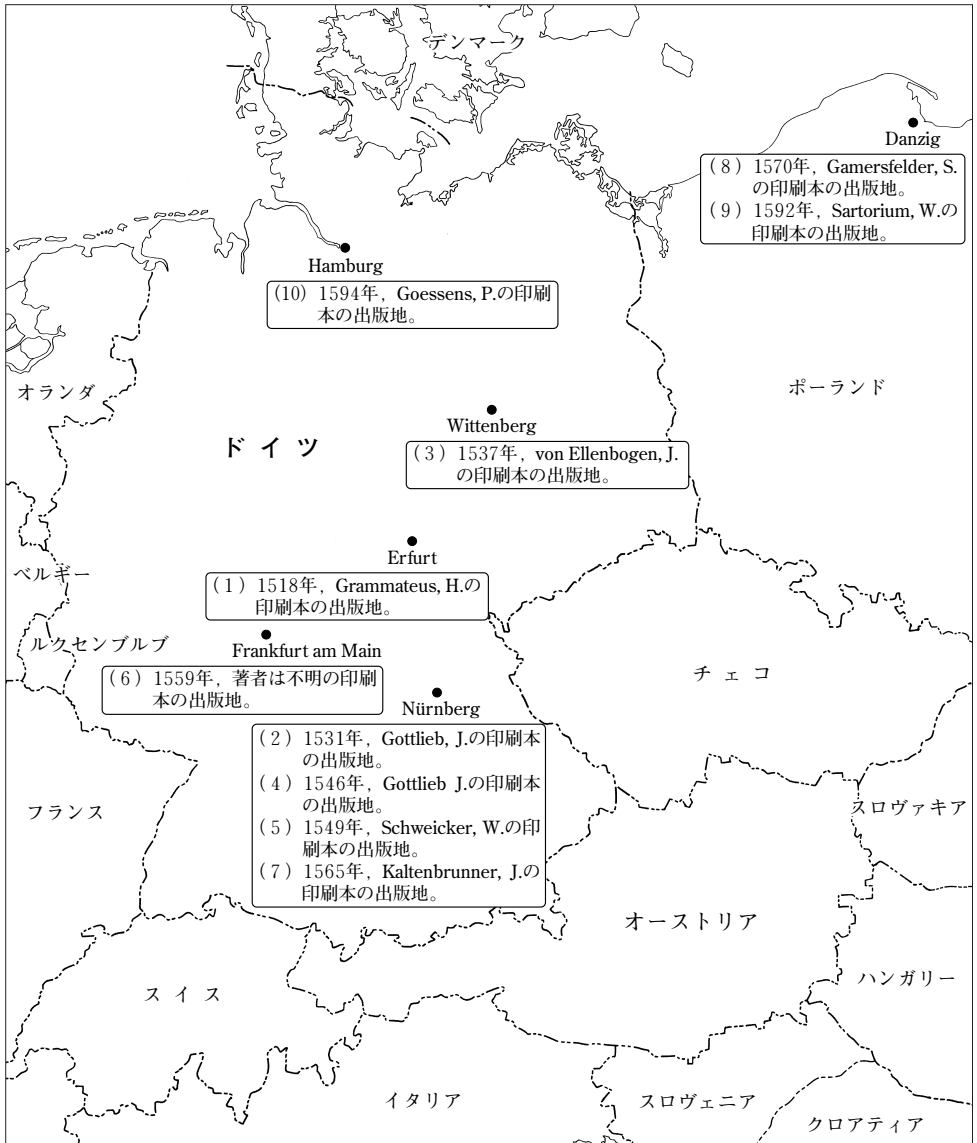 デンマーク
Danzig
(8) 1570年，Gamersfelder, S.
の印刷本の出版地。
(9) 1592年，Sartorium, W.の
印刷本の出版地。
Hamburg
(10) 1594年，Goessens, P.の印刷
本の出版地。
オランダ
ポーランド
Wittenberg
ドイツ
(3) 1537年，von Ellenbogen, J.
の印刷本の出版地。
Erfurt
ベルギー
(1) 1518年，Grammateus, H.の
印刷本の出版地。
ルクセンブルブ
Frankfurt am Main
(6) 1559年，著者は不明の印刷
本の出版地。
チェコ
Nürnberg
(2) 1531年，Gottlieb, J.の印刷本
の出版地。
(4) 1546年，Gottlieb J.の印刷本
の出版地。
(5) 1549年，Schweicker, W.の印
刷本の出版地。
(7) 1565年，Kaltenbrunner, J.の
印刷本の出版地。
フランス
スロヴァキア
オーストリア
ハンガリー
スイス
イタリア
スロヴェニア
クロアティア